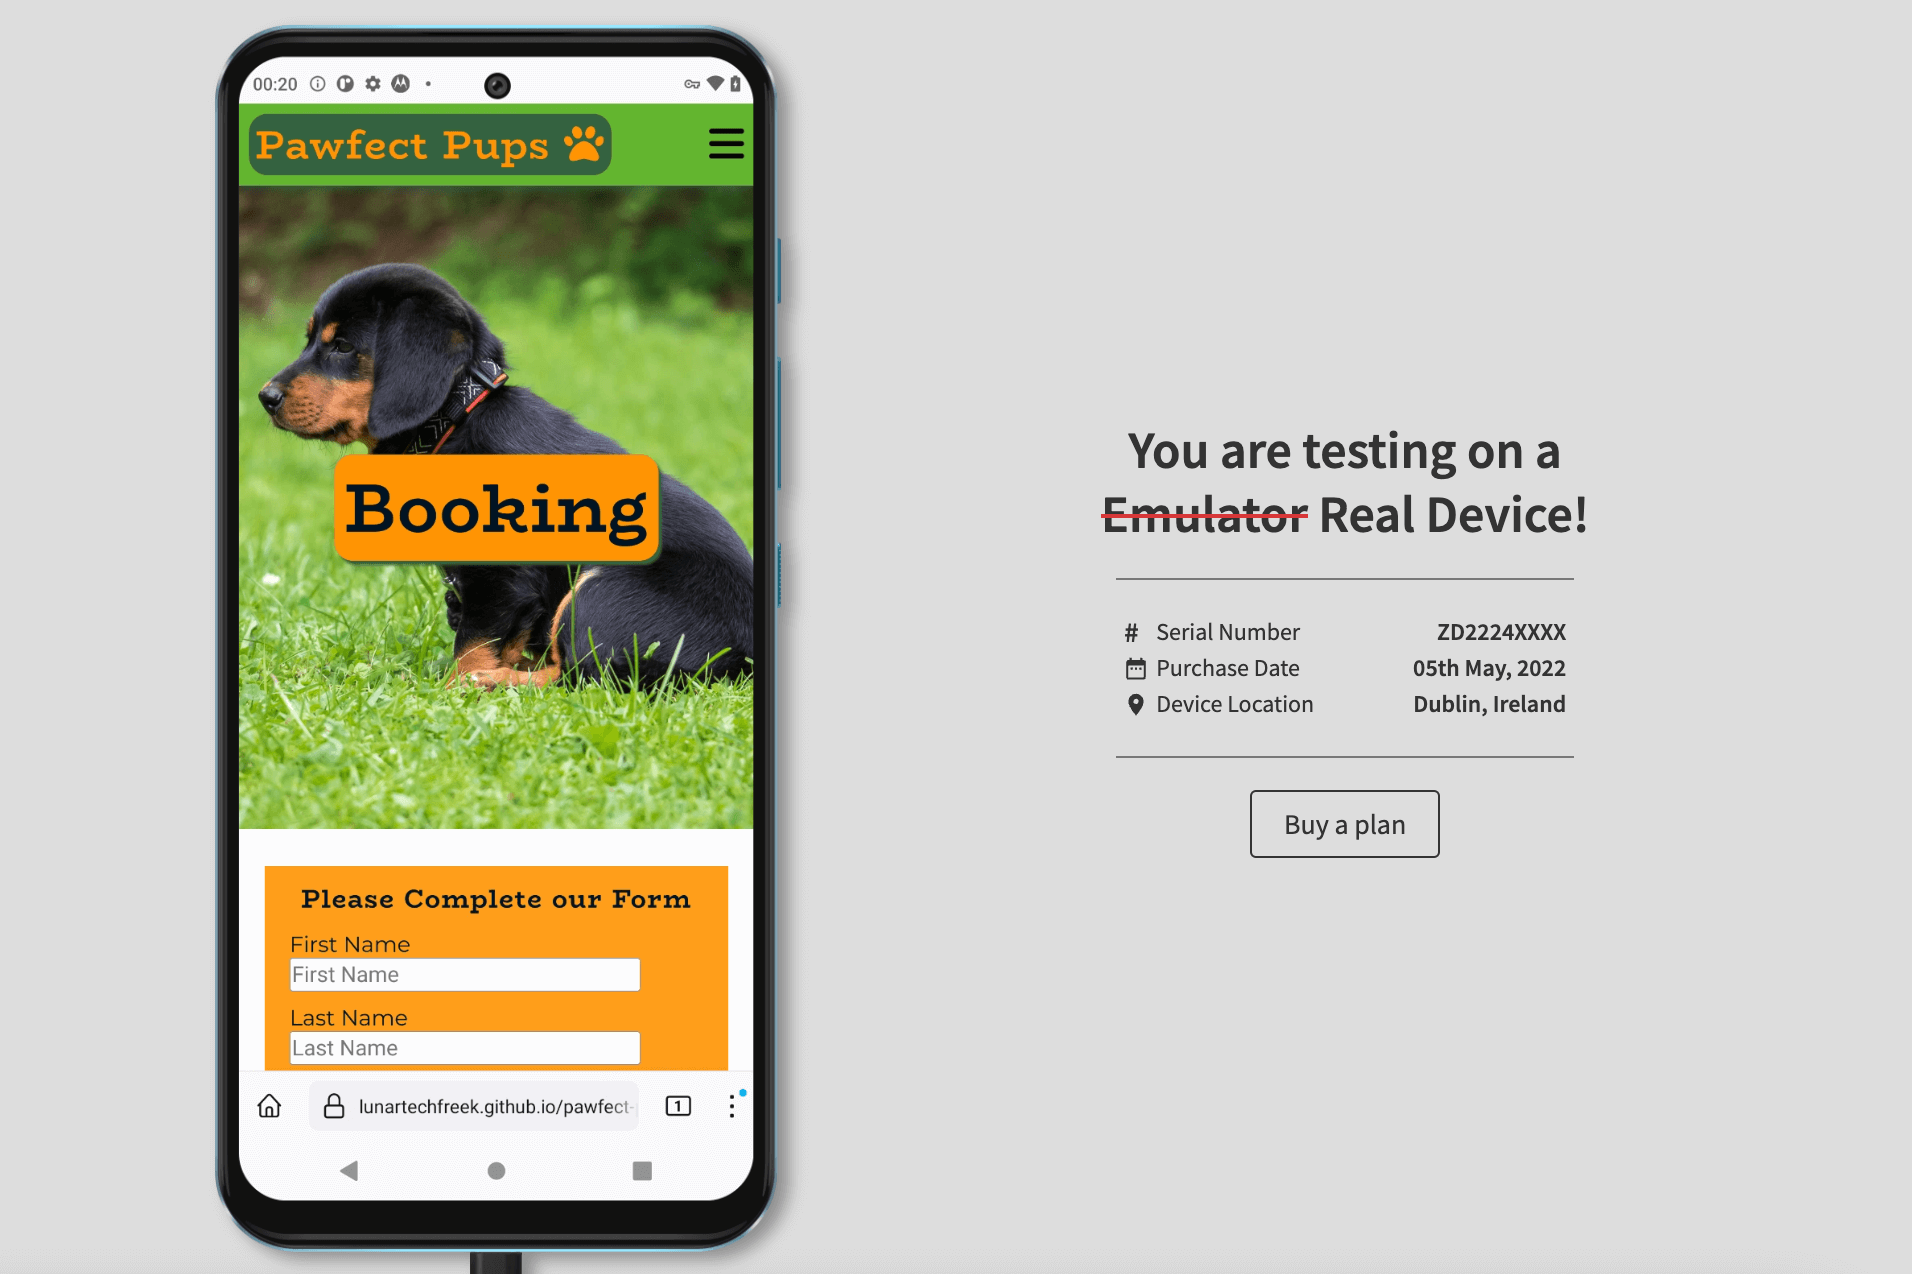 00:20
Pawfect Pups
Booking
Please Complete our Form
First Name
First Name
Last Name
Last Name
lunartechfreek.github.io/pawfect-
1
You are testing on a
Emulator Real Device!
# Serial Number ZD2224XXXX
Purchase Date 05th May, 2022
Device Location Dublin, Ireland
Buy a plan